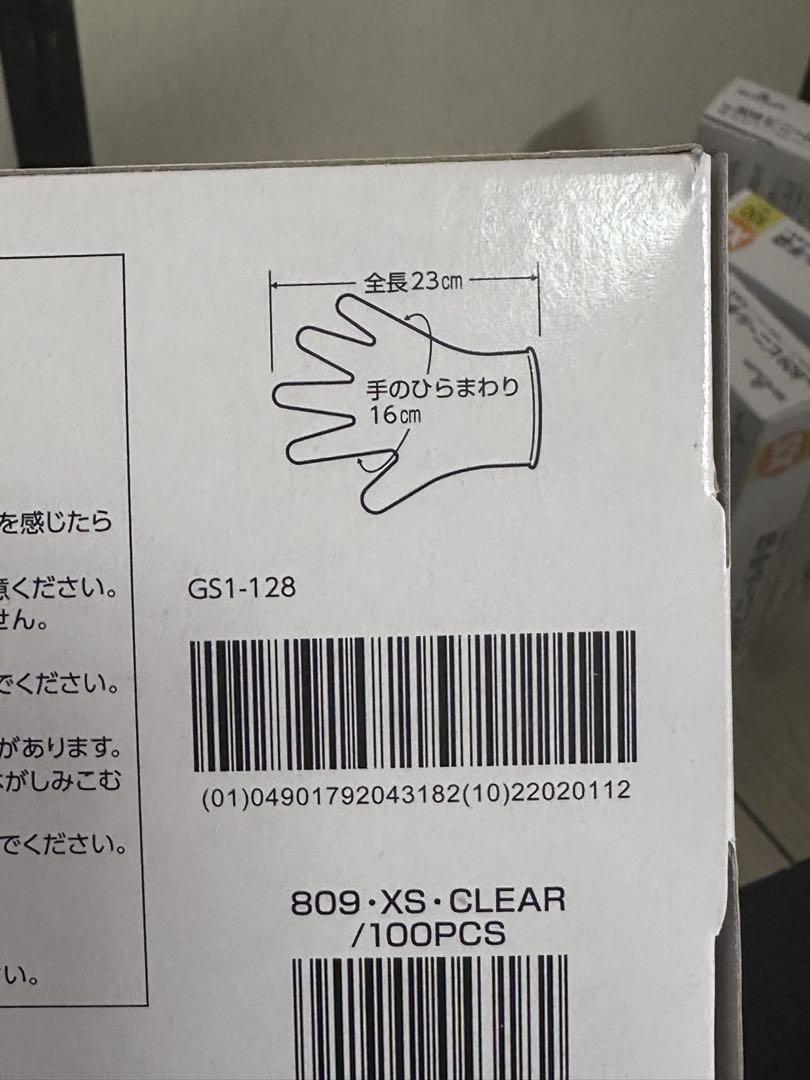 全長23cm
手のひらまわり
16cm
を感じたら
意ください。
せん。
でください。
があります。
がしみこむ
でください。
い。
GS1-128
(01)04901792043182(10)22020112
809・XS・CLEAR
/100PCS
100